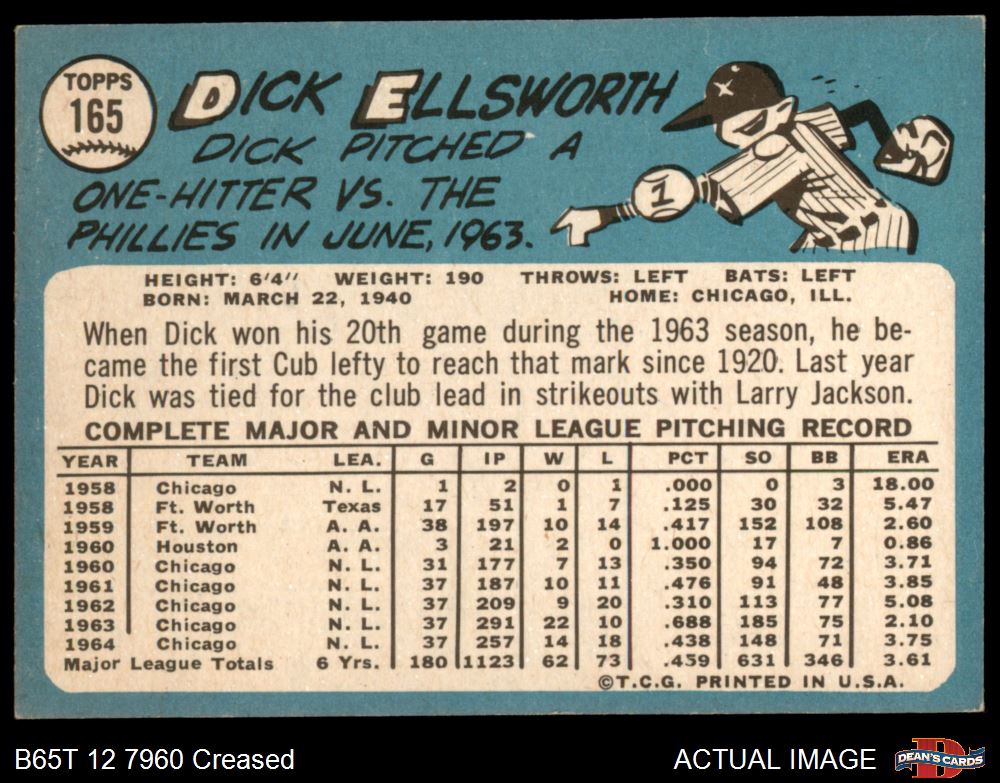 TOPPS
165
DICK ELLSWORTH
DICK PITCHED A
ONE-HITTER VS. THE
PHILLIES IN JUNE, 1963.
1
HEIGHT: 6'4" WEIGHT: 190 THROWS: LEFT BATS: LEFT
BORN: MARCH 22, 1940 HOME: CHICAGO, ILL.
When Dick won his 20th game during the 1963 season, he be-
came the first Cub lefty to reach that mark since 1920. Last year
Dick was tied for the club lead in strikeouts with Larry Jackson.
COMPLETE MAJOR AND MINOR LEAGUE PITCHING RECORD
YEAR TEAM LEA. G IP W L PCT SO BB ERA
1958 Chicago N. L. 1 2 0 1 .000 0 3 18.00
1958 Ft. Worth Texas 17 51 1 7 .125 30 32 5.47
1959 Ft. Worth A. A. 38 197 10 14 .417 152 108 2.60
1960 Houston A. A. 3 21 2 0 1.000 17 7 0.86
1960 Chicago N. L. 31 177 7 13 .350 94 72 3.71
1961 Chicago N. L. 37 187 10 11 .476 91 48 3.85
1962 Chicago N. L. 37 209 9 20 .310 113 77 5.08
1963 Chicago N. L. 37 291 22 10 .688 185 75 2.10
1964 Chicago N. L. 37 257 14 18 .438 148 71 3.75
Major League Totals 6 Yrs. 180 1123 62 73 .459 631 346 3.61
©T.C.G. PRINTED IN U.S.A.
B65T 12 7960 Creased
ACTUAL IMAGE
D
DEAN'S CARDS